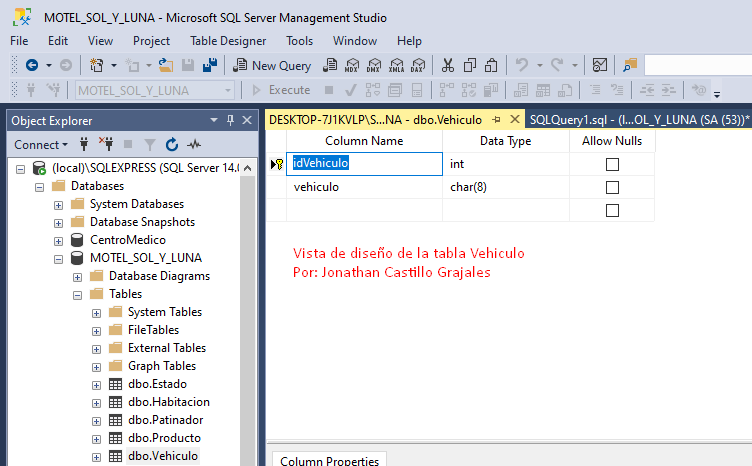 MOTEL_SOL_Y_LUNA - Microsoft SQL Server Management Studio
File Edit View Project Table Designer Tools Window Help
New Query MDX DMX XMLA DAX
MOTEL_SOL_Y_LUNA Execute
Object Explorer
Connect
(local)\SQLEXPRESS (SQL Server 14.
Databases
System Databases
Database Snapshots
CentroMedico
MOTEL_SOL_Y_LUNA
Database Diagrams
Tables
System Tables
FileTables
External Tables
Graph Tables
dbo.Estado
dbo.Habitacion
dbo.Patinador
dbo.Producto
dbo.Vehiculo
DESKTOP-7J1KVLP\S...NA - dbo.Vehiculo
SQLQuery1.sql - (l...OL_Y_LUNA (SA (53))*
Column Name Data Type Allow Nulls
idVehiculo int
vehiculo char(8)
Vista de diseño de la tabla Vehiculo
Por: Jonathan Castillo Grajales
Column Properties